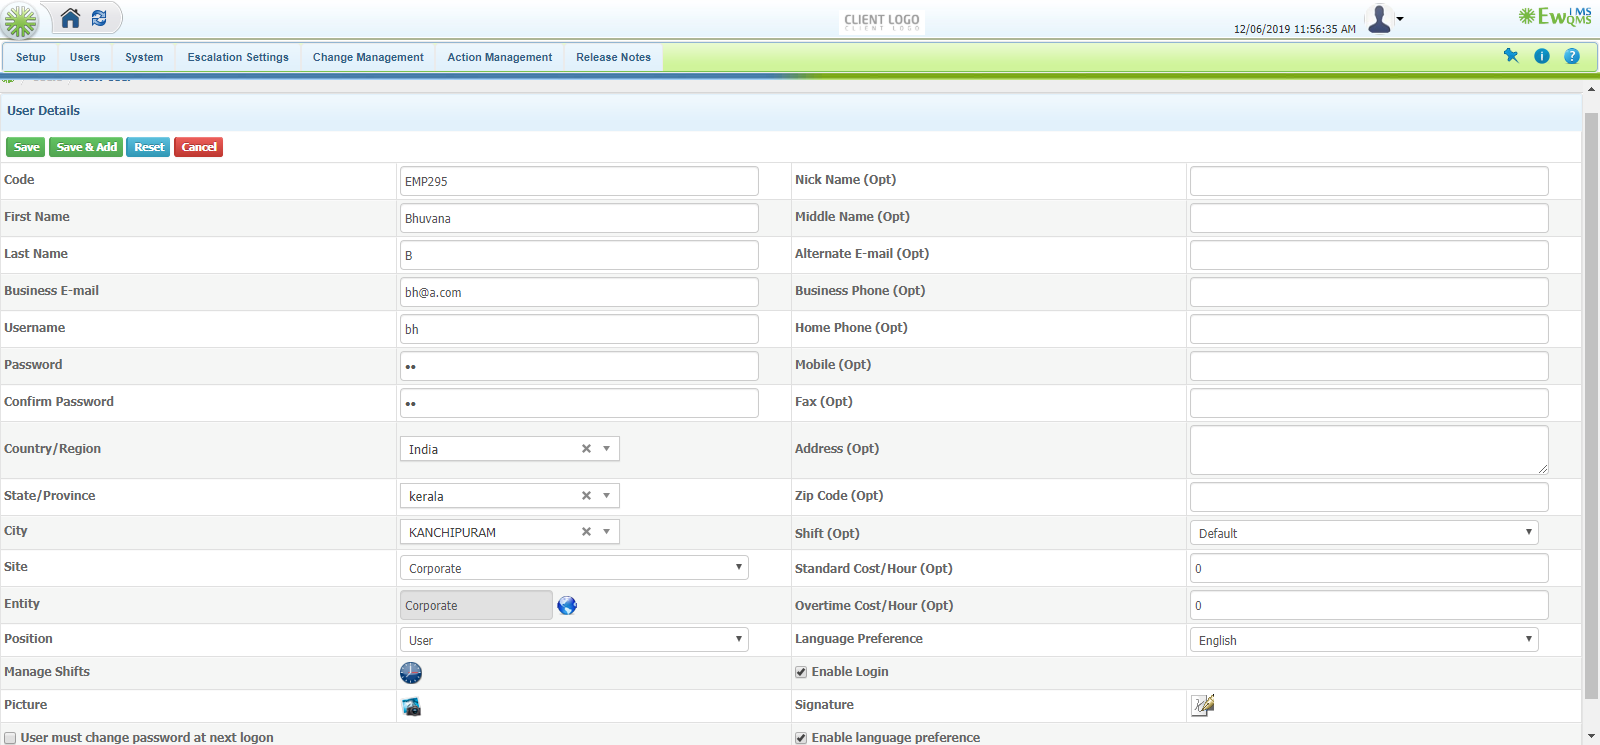 CLIENT LOGO
12/06/2019 11:56:35 AM
EwIMS
QMS
Setup Users System Escalation Settings Change Management Action Management Release Notes
User Details
Save Save & Add Reset Cancel
Code EMP295 Nick Name (Opt)
First Name Bhuvana Middle Name (Opt)
Last Name B Alternate E-mail (Opt)
Business E-mail bh@a.com Business Phone (Opt)
Username bh Home Phone (Opt)
Password •• Mobile (Opt)
Confirm Password •• Fax (Opt)
Country/Region India Address (Opt)
State/Province kerala Zip Code (Opt)
City KANCHIPURAM Shift (Opt) Default
Site Corporate Standard Cost/Hour (Opt) 0
Entity Corporate Overtime Cost/Hour (Opt) 0
Position User Language Preference English
Manage Shifts Enable Login
Picture Signature
User must change password at next logon Enable language preference